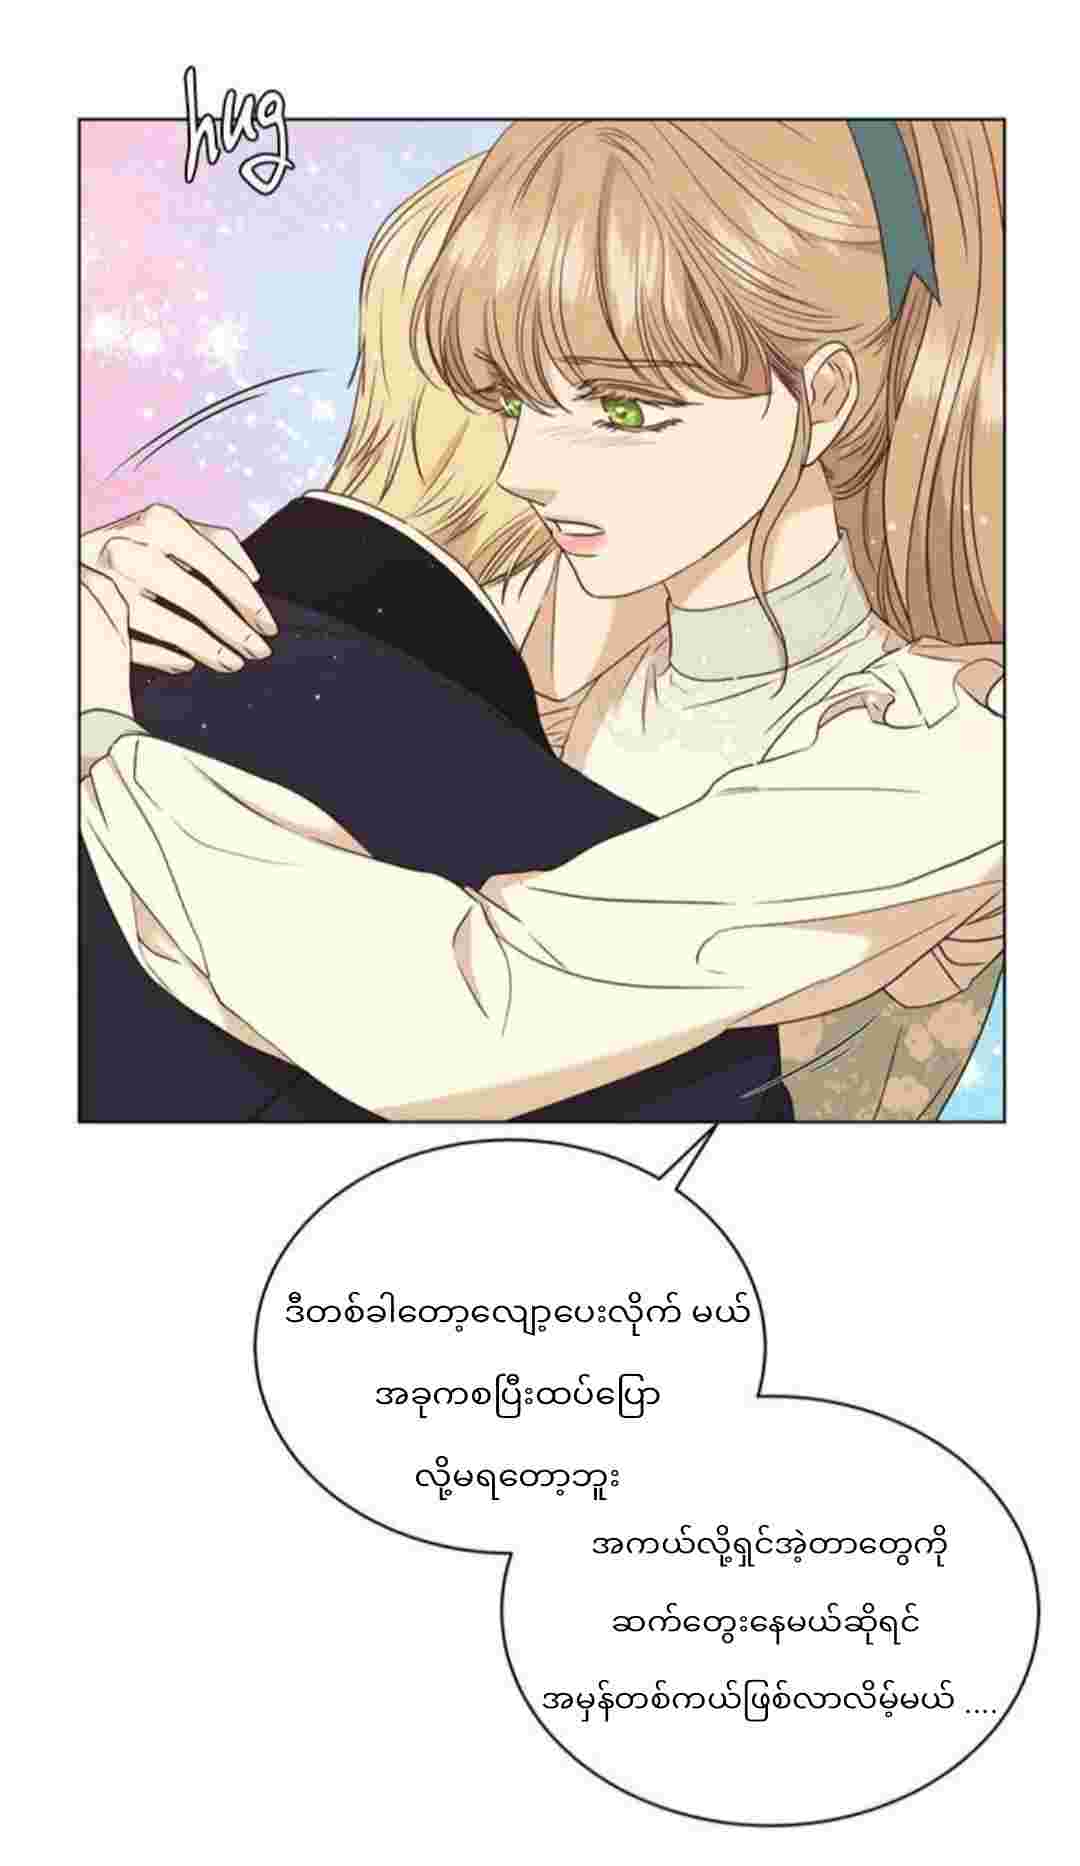 hug
ဒီတစ်ခါတော့လျော့ပေးလိုက် မယ်
အခုကစပြီးထပ်ပြော
လို့မရတော့ဘူး
အကယ်လို့ရှင်အဲ့တာတွေကို
ဆက်တွေးနေမယ်ဆိုရင်
အမှန်တစ်ကယ်ဖြစ်လာလိမ့်မယ် ....